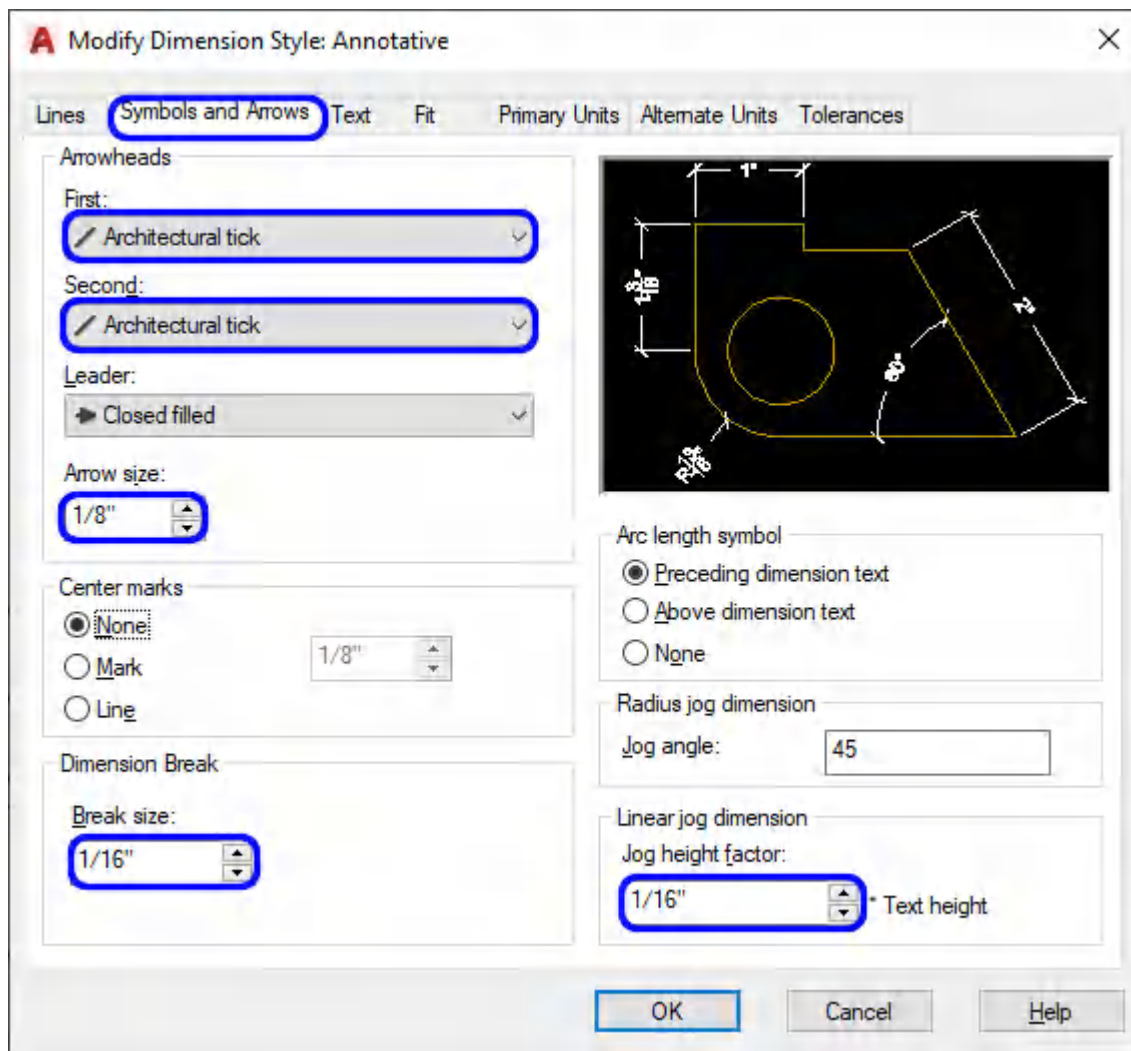 Modify Dimension Style: Annotative
Lines Symbols and Arrows Text Fit Primary Units Alternate Units Tolerances
Arrowheads
First:
Architectural tick
Second:
Architectural tick
Leader:
Closed filled
Arrow size:
1/8"
Center marks
None
Mark
Line
1/8"
Dimension Break
Break size:
1/16"
1"
2"
60°
Arc length symbol
Preceding dimension text
Above dimension text
None
Radius jog dimension
Jog angle:
45
Linear jog dimension
Jog height factor:
1/16"
* Text height
OK Cancel Help